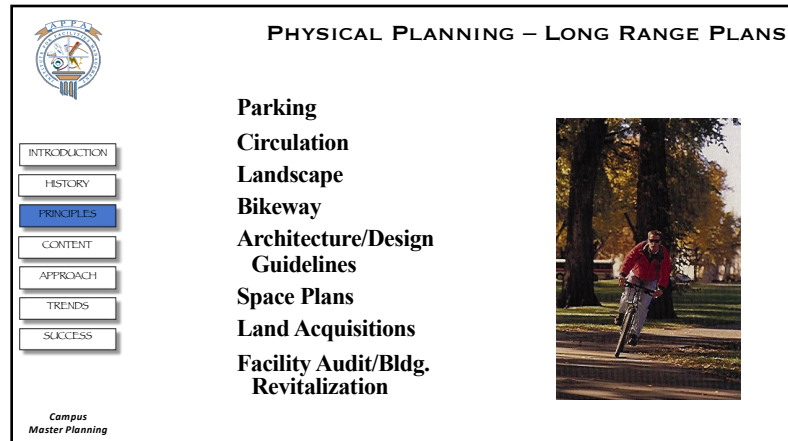 APPA
PHYSICAL PLANNING – LONG RANGE PLANS
INTRODUCTION
HISTORY
PRINCIPLES
CONTENT
APPROACH
TRENDS
SUCCESS
Campus
Master Planning
Parking
Circulation
Landscape
Bikeway
Architecture/Design
Guidelines
Space Plans
Land Acquisitions
Facility Audit/Bldg.
Revitalization